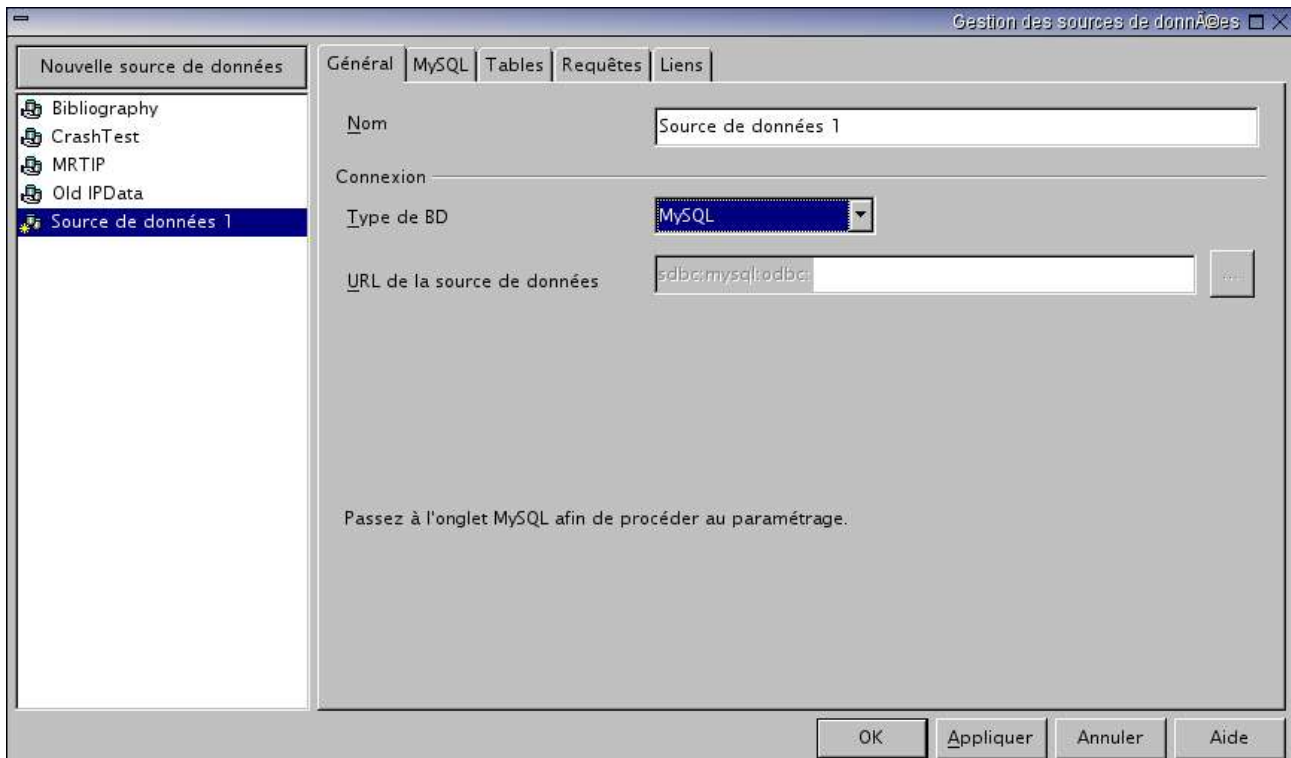 Gestion des sources de donnÃ©es
Nouvelle source de données
Bibliography
CrashTest
MRTIP
Old IPData
Source de données 1
Général
MySQL
Tables
Requêtes
Liens
Nom
Source de données 1
Connexion
Type de BD
MySQL
URL de la source de données
sdbc:mysql:odbc:
...
Passez à l'onglet MySQL afin de procéder au paramétrage.
OK
Appliquer
Annuler
Aide